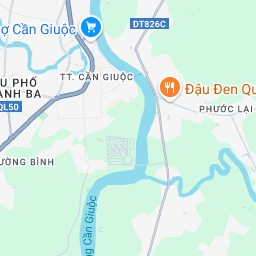 ợ Cần Giuộc
ĐT826C
TT. CẦN GIUỘC
U PHỐ
ANH BA
QL50
Đậu Đen Qu
PHƯỚC LẠI
ƯỜNG BÌNH
ng Cần Giuộc